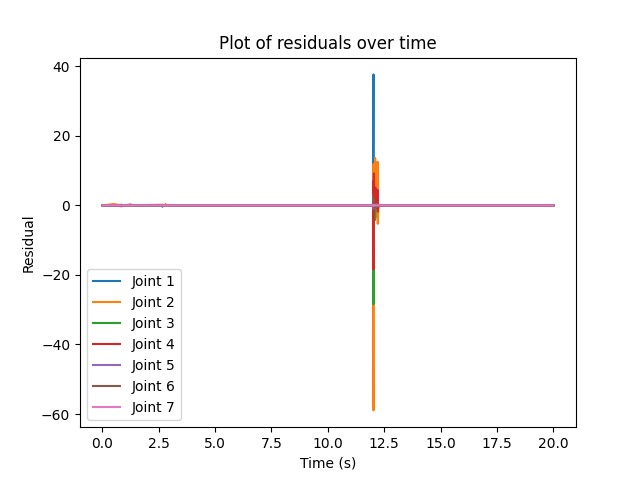 Plot of residuals over time
40
20
0
−20
−40
−60
Residual
Joint 1
Joint 2
Joint 3
Joint 4
Joint 5
Joint 6
Joint 7
0.0 2.5 5.0 7.5 10.0 12.5 15.0 17.5 20.0
Time (s)